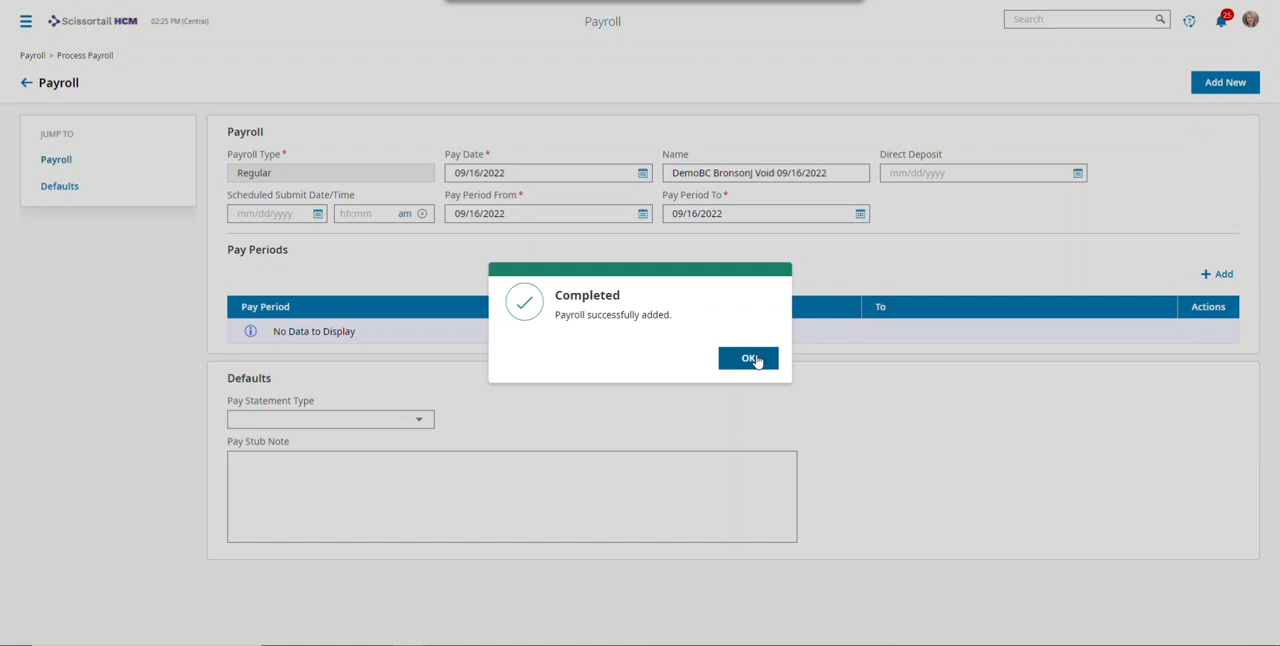 Scissortail HCM
02:25 PM (Central)
Payroll
Search
25
Payroll > Process Payroll
Payroll
Add New
JUMP TO
Payroll
Defaults
Payroll
Payroll Type*
Pay Date*
Name
Direct Deposit
Regular
09/16/2022
DemoBC BronsonJ Void 09/16/2022
mm/dd/yyyy
Scheduled Submit Date/Time
Pay Period From*
Pay Period To*
mm/dd/yyyy
hh:mm
am
09/16/2022
09/16/2022
Pay Periods
+ Add
Pay Period
To
Actions
No Data to Display
Completed
Payroll successfully added.
OK
Defaults
Pay Statement Type
Pay Stub Note